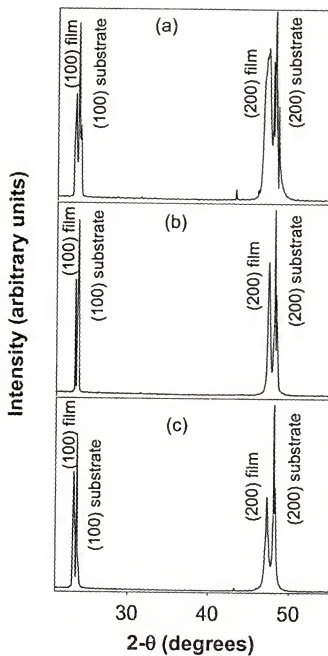 Intensity (arbitrary units)
(a)
(100) film
(100) substrate
(200) film
(200) substrate
(b)
(100) film
(100) substrate
(200) film
(200) substrate
(c)
(100) film
(100) substrate
(200) film
(200) substrate
30 40 50
2-θ (degrees)